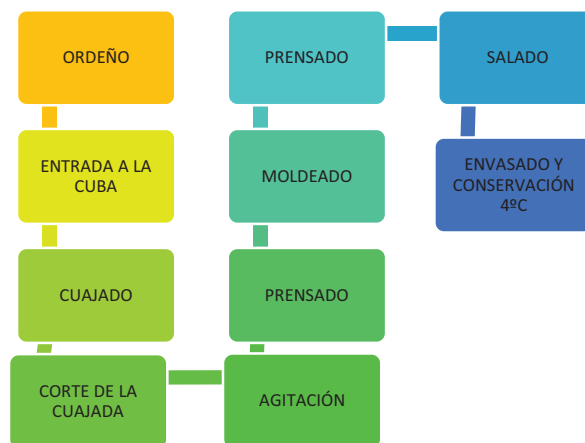 ORDEÑO
ENTRADA A LA
CUBA
CUAJADO
CORTE DE LA
CUAJADA
AGITACIÓN
PRENSADO
MOLDEADO
PRENSADO
SALADO
ENVASADO Y
CONSERVACIÓN
4ºC